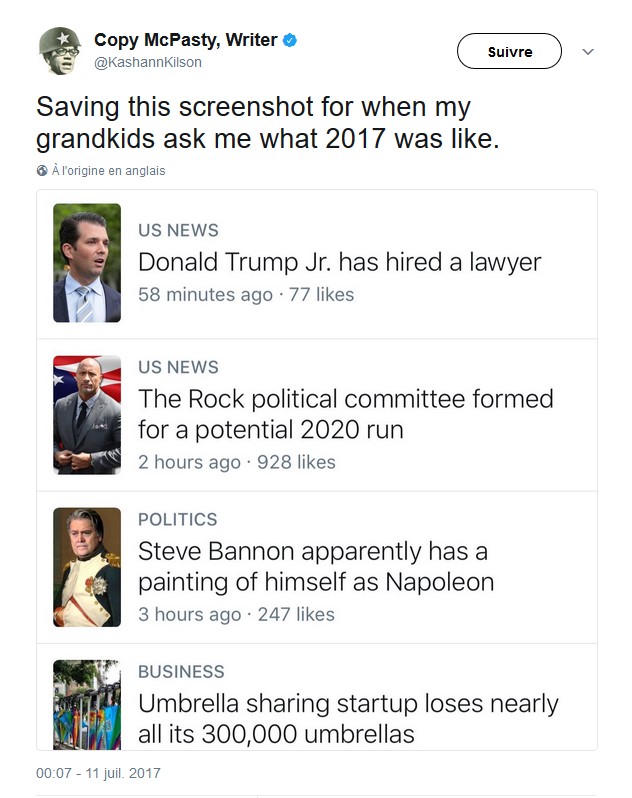 Copy McPasty, Writer
@KashannKilson
Suivre
Saving this screenshot for when my
grandkids ask me what 2017 was like.
À l'origine en anglais
US NEWS
Donald Trump Jr. has hired a lawyer
58 minutes ago · 77 likes
US NEWS
The Rock political committee formed
for a potential 2020 run
2 hours ago · 928 likes
POLITICS
Steve Bannon apparently has a
painting of himself as Napoleon
3 hours ago · 247 likes
BUSINESS
Umbrella sharing startup loses nearly
all its 300,000 umbrellas
00:07 - 11 juil. 2017